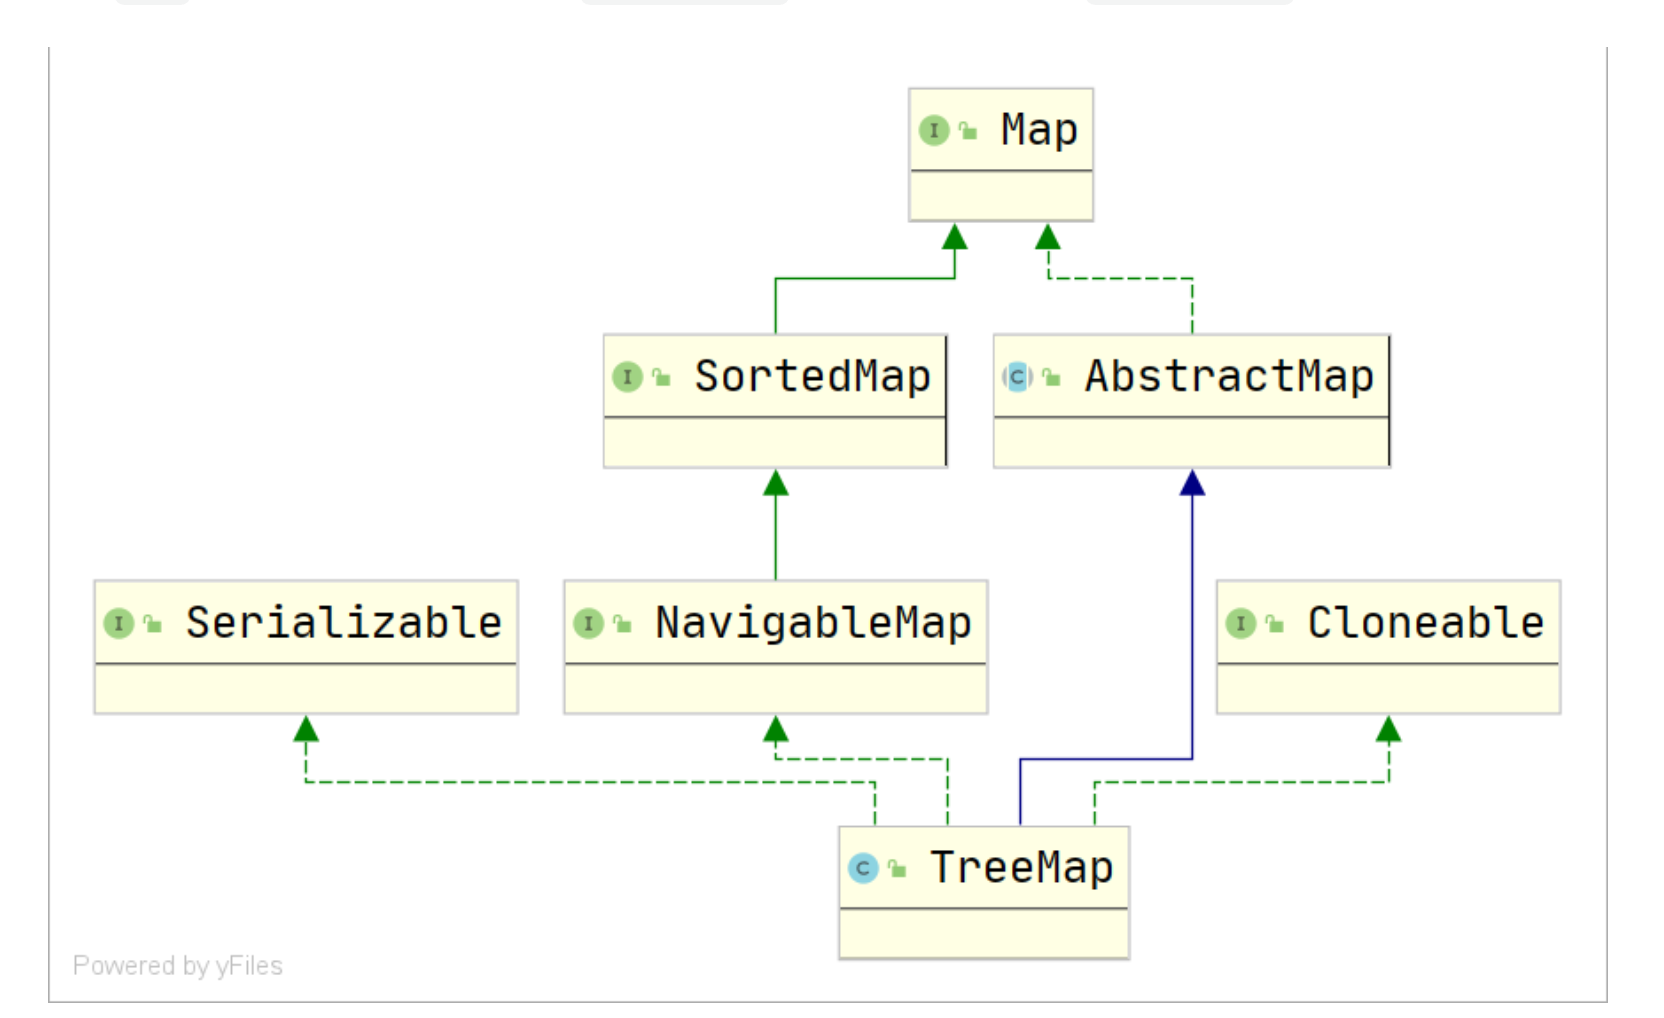 I Map
I SortedMap
C AbstractMap
I Serializable
I NavigableMap
I Cloneable
C TreeMap
Powered by yFiles